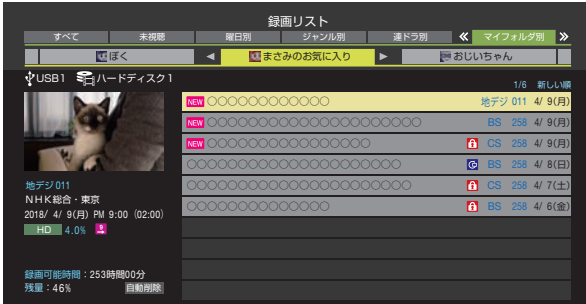 録画リスト
すべて 未視聴 曜日別 ジャンル別 連ドラ別 ≪ マイフォルダ別 ≫
ぼく ◀ まさみのお気に入り ▶ おじいちゃん
USB1 ハードディスク1
1/6 新しい順
NEW 〇〇〇〇〇〇〇〇〇〇〇〇 地デジ 011 4/ 9(月)
NEW 〇〇〇〇〇〇〇〇〇〇〇〇〇〇〇〇〇〇〇〇〇 BS 258 4/ 9(月)
NEW 〇〇〇〇〇〇〇〇〇〇〇〇〇〇〇〇 CS 258 4/ 9(月)
〇〇〇〇〇〇〇〇〇〇〇〇〇〇〇〇〇〇〇〇〇 BS 258 4/ 8(日)
〇〇〇〇〇〇〇〇〇〇〇〇〇〇〇〇〇〇〇〇〇〇 CS 258 4/ 7(土)
〇〇〇〇〇〇〇〇〇〇〇〇〇〇 BS 258 4/ 6(金)
地デジ011
NHK総合・東京
2018/ 4/ 9(月) PM 9:00 (02:00)
HD 4.0%
録画可能時間：253時間00分
残量：46% 自動削除